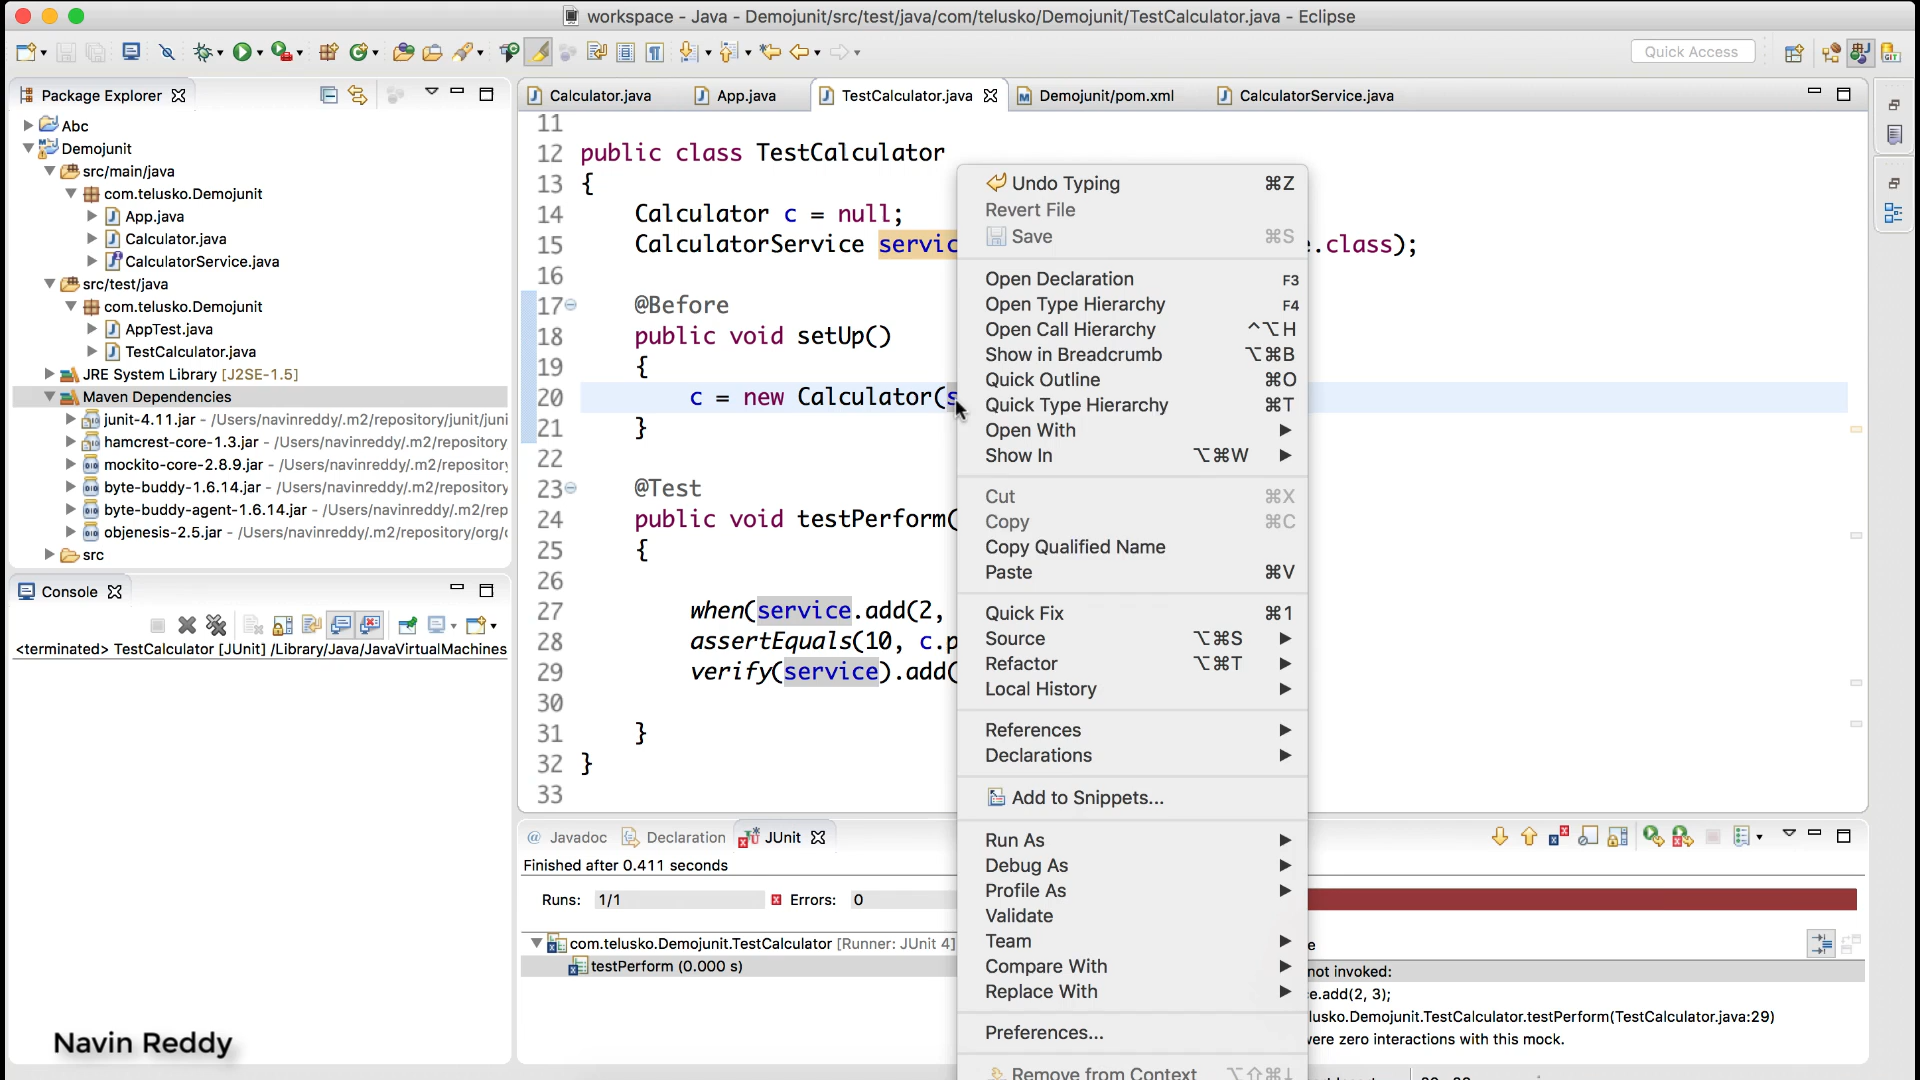 workspace - Java - Demojunit/src/test/java/com/telusko/Demojunit/TestCalculator.java - Eclipse
Quick Access
Package Explorer
Abc
Demojunit
src/main/java
com.telusko.Demojunit
App.java
Calculator.java
CalculatorService.java
src/test/java
com.telusko.Demojunit
AppTest.java
TestCalculator.java
JRE System Library [J2SE-1.5]
Maven Dependencies
junit-4.11.jar - /Users/navinreddy/.m2/repository/junit/juni
hamcrest-core-1.3.jar - /Users/navinreddy/.m2/repository
mockito-core-2.8.9.jar - /Users/navinreddy/.m2/repository
byte-buddy-1.6.14.jar - /Users/navinreddy/.m2/repository
byte-buddy-agent-1.6.14.jar - /Users/navinreddy/.m2/rep
objenesis-2.5.jar - /Users/navinreddy/.m2/repository/org/
src
Console
<terminated> TestCalculator [JUnit] /Library/Java/JavaVirtualMachines
Navin Reddy
Calculator.java App.java TestCalculator.java Demojunit/pom.xml CalculatorService.java
11
12 public class TestCalculator
13 {
14 Calculator c = null;
15 CalculatorService servic .class);
16
17 @Before
18 public void setUp()
19 {
20 c = new Calculator(s
21 }
22
23 @Test
24 public void testPerform(
25 {
26
27 when(service.add(2,
28 assertEquals(10, c.p
29 verify(service).add(
30
31 }
32 }
33
Undo Typing ⌘Z
Revert File
Save ⌘S
Open Declaration F3
Open Type Hierarchy F4
Open Call Hierarchy ^⌥H
Show in Breadcrumb ⌥⌘B
Quick Outline ⌘O
Quick Type Hierarchy ⌘T
Open With
Show In ⌥⌘W
Cut ⌘X
Copy ⌘C
Copy Qualified Name
Paste ⌘V
Quick Fix ⌘1
Source ⌥⌘S
Refactor ⌥⌘T
Local History
References
Declarations
Add to Snippets...
Run As
Debug As
Profile As
Validate
Team
Compare With
Replace With
Preferences...
Remove from Context ⌥⇧⌘↓
@ Javadoc Declaration JUnit
Finished after 0.411 seconds
Runs: 1/1 Errors: 0
com.telusko.Demojunit.TestCalculator [Runner: JUnit 4]
testPerform (0.000 s)
not invoked:
e.add(2, 3);
lusko.Demojunit.TestCalculator.testPerform(TestCalculator.java:29)
ere zero interactions with this mock.